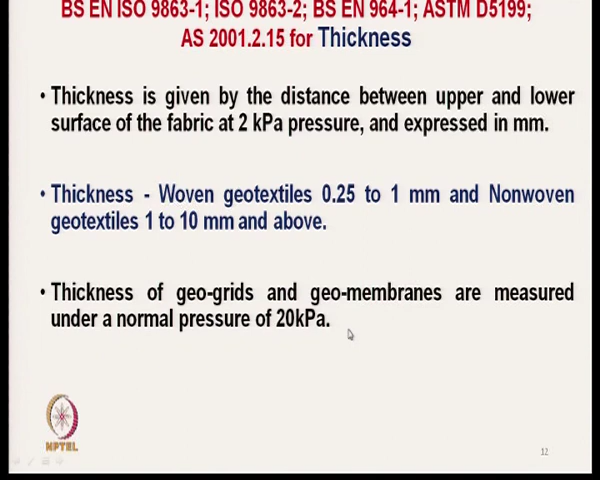 BS EN ISO 9863-1; ISO 9863-2; BS EN 964-1; ASTM D5199;
AS 2001.2.15 for Thickness
• Thickness is given by the distance between upper and lower
surface of the fabric at 2 kPa pressure, and expressed in mm.
• Thickness - Woven geotextiles 0.25 to 1 mm and Nonwoven
geotextiles 1 to 10 mm and above.
• Thickness of geo-grids and geo-membranes are measured
under a normal pressure of 20kPa.
NPTEL
12